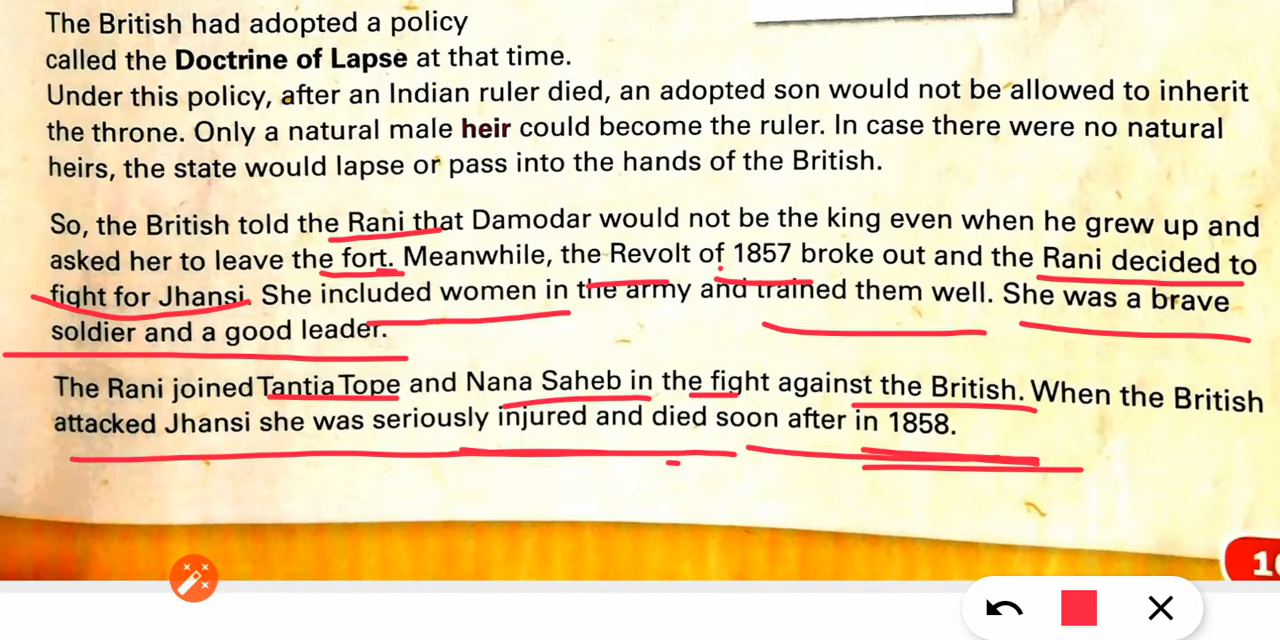 The British had adopted a policy
called the Doctrine of Lapse at that time.
Under this policy, after an Indian ruler died, an adopted son would not be allowed to inherit
the throne. Only a natural male heir could become the ruler. In case there were no natural
heirs, the state would lapse or pass into the hands of the British.
So, the British told the Rani that Damodar would not be the king even when he grew up and
asked her to leave the fort. Meanwhile, the Revolt of 1857 broke out and the Rani decided to
fight for Jhansi. She included women in the army and trained them well. She was a brave
soldier and a good leader.
The Rani joined Tantia Tope and Nana Saheb in the fight against the British. When the British
attacked Jhansi she was seriously injured and died soon after in 1858.